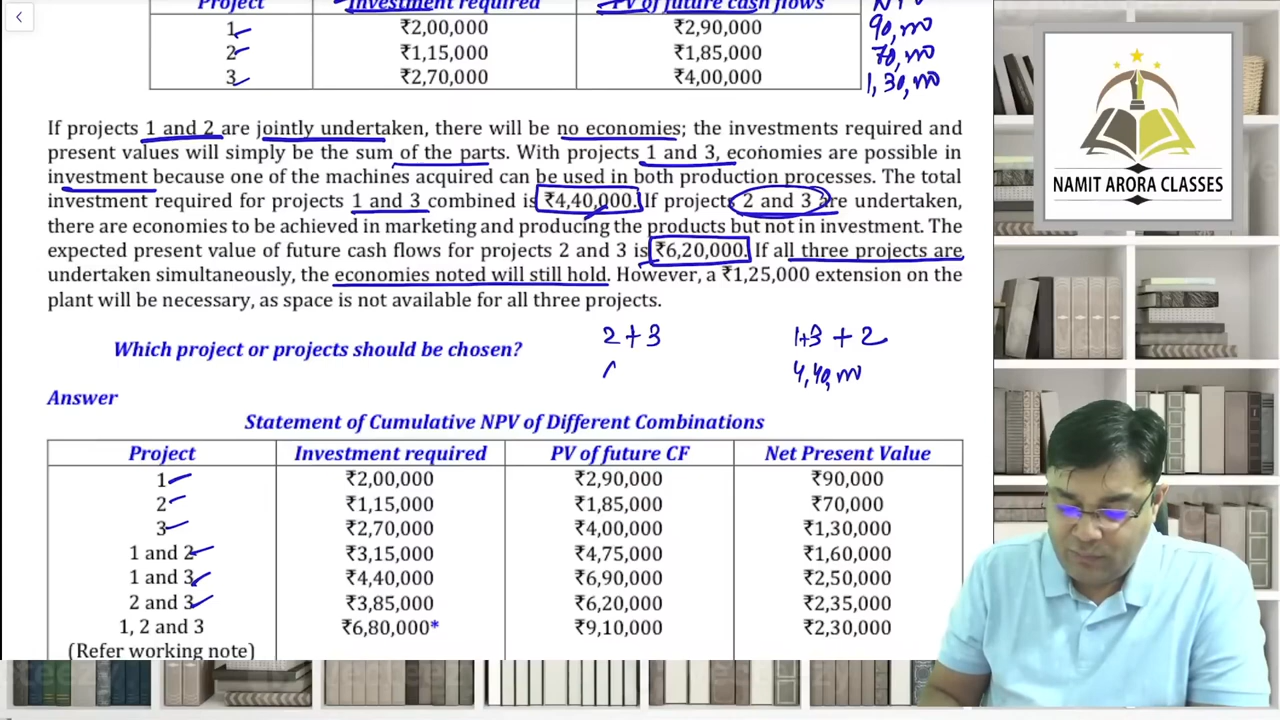 Project Investment required PV of future cash flows NPV
1 ₹2,00,000 ₹2,90,000 90,000
2 ₹1,15,000 ₹1,85,000 70,000
3 ₹2,70,000 ₹4,00,000 1,30,000
If projects 1 and 2 are jointly undertaken, there will be no economies; the investments required and
present values will simply be the sum of the parts. With projects 1 and 3, economies are possible in
investment because one of the machines acquired can be used in both production processes. The total
investment required for projects 1 and 3 combined is ₹4,40,000. If projects 2 and 3 are undertaken,
there are economies to be achieved in marketing and producing the products but not in investment. The
expected present value of future cash flows for projects 2 and 3 is ₹6,20,000. If all three projects are
undertaken simultaneously, the economies noted will still hold. However, a ₹1,25,000 extension on the
plant will be necessary, as space is not available for all three projects.
2+3 1+3 + 2
Which project or projects should be chosen?
4,40,000
Answer
Statement of Cumulative NPV of Different Combinations
Project Investment required PV of future CF Net Present Value
1 ₹2,00,000 ₹2,90,000 ₹90,000
2 ₹1,15,000 ₹1,85,000 ₹70,000
3 ₹2,70,000 ₹4,00,000 ₹1,30,000
1 and 2 ₹3,15,000 ₹4,75,000 ₹1,60,000
1 and 3 ₹4,40,000 ₹6,90,000 ₹2,50,000
2 and 3 ₹3,85,000 ₹6,20,000 ₹2,35,000
1, 2 and 3 ₹6,80,000* ₹9,10,000 ₹2,30,000
(Refer working note)
NAMIT ARORA CLASSES